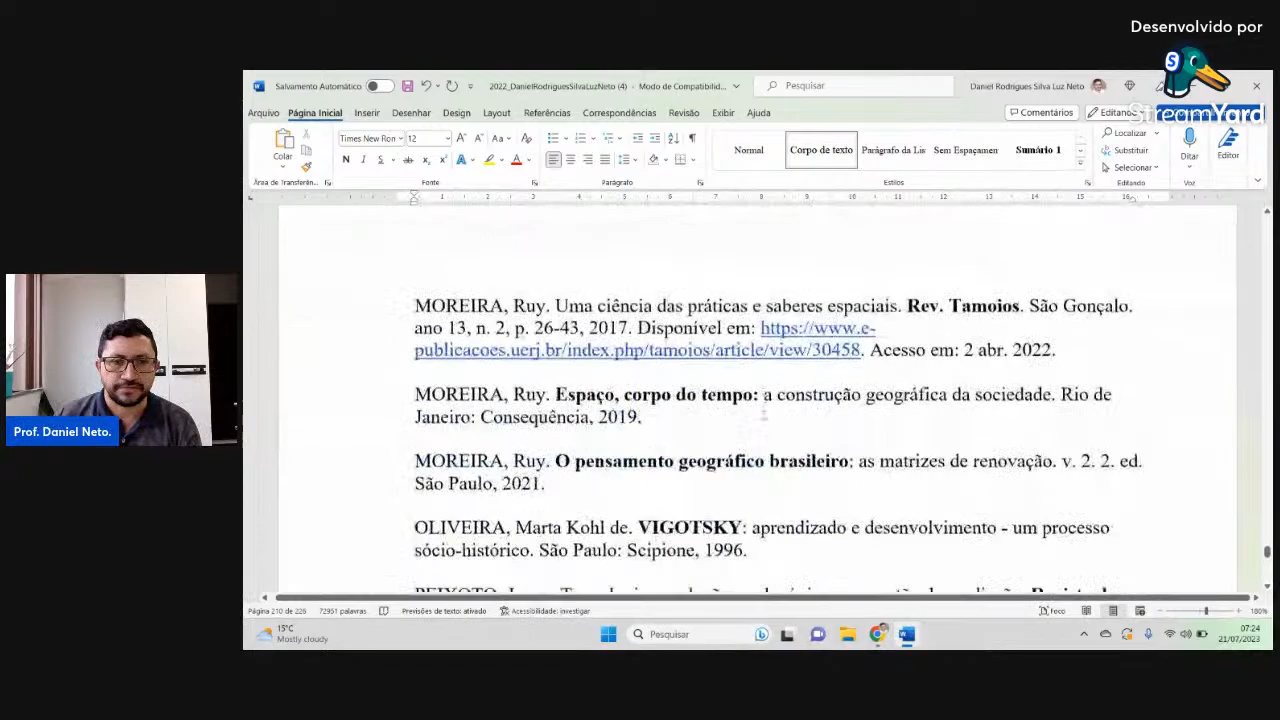 Desenvolvido por
StreamYard
Salvamento Automático
2022_DanielRodriguesSilvaLuzNeto (4) - Modo de Compatibilid...
Pesquisar
Daniel Rodrigues Silva Luz Neto
Arquivo Página Inicial Inserir Desenhar Design Layout Referências Correspondências Revisão Exibir Ajuda
Comentários
Editando
Colar
Times New Ron
12
Normal
Corpo de texto
Parágrafo da Lis
Sem Espaçamen
Sumário 1
Localizar
Substituir
Selecionar
Ditar
Editor
Área de Transferên...
Fonte
Parágrafo
Estilos
Editando
Voz
Editor
MOREIRA, Ruy. Uma ciência das práticas e saberes espaciais. Rev. Tamoios. São Gonçalo.
ano 13, n. 2, p. 26-43, 2017. Disponível em: https://www.e-
publicacoes.uerj.br/index.php/tamoios/article/view/30458. Acesso em: 2 abr. 2022.
MOREIRA, Ruy. Espaço, corpo do tempo: a construção geográfica da sociedade. Rio de
Janeiro: Consequência, 2019.
MOREIRA, Ruy. O pensamento geográfico brasileiro: as matrizes de renovação. v. 2. 2. ed.
São Paulo, 2021.
OLIVEIRA, Marta Kohl de. VIGOTSKY: aprendizado e desenvolvimento - um processo
sócio-histórico. São Paulo: Scipione, 1996.
Prof. Daniel Neto.
Página 210 de 226 72951 palavras Previsões de texto: ativado Acessibilidade: investigar
Foco
180%
15°C
Mostly cloudy
Pesquisar
07:24
21/07/2023